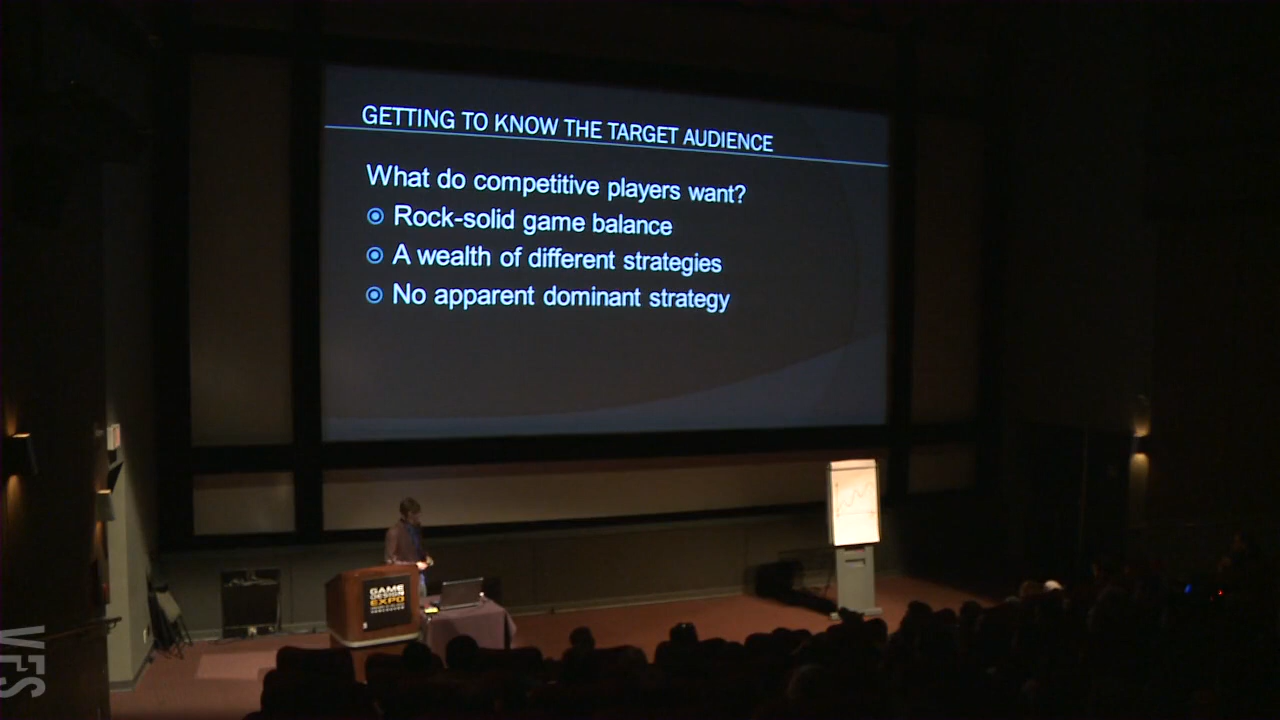 GETTING TO KNOW THE TARGET AUDIENCE
What do competitive players want?
Rock-solid game balance
A wealth of different strategies
No apparent dominant strategy
GAME
DESIGN
EXPO
VFS